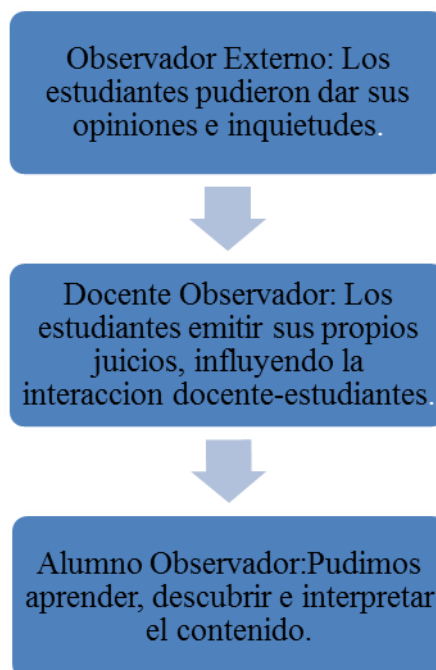 Observador Externo: Los
estudiantes pudieron dar sus
opiniones e inquietudes.
Docente Observador: Los
estudiantes emitir sus propios
juicios, influyendo la
interaccion docente-estudiantes.
Alumno Observador:Pudimos
aprender, descubrir e interpretar
el contenido.